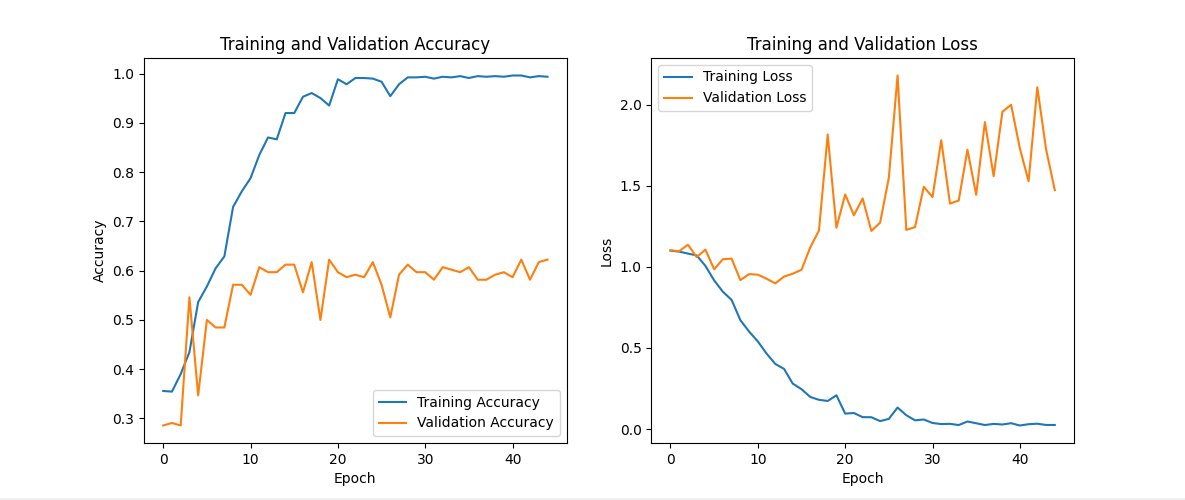 Training and Validation Accuracy
1.0
0.9
0.8
0.7
0.6
0.5
0.4
0.3
Accuracy
0 10 20 30 40
Epoch
Training Accuracy
Validation Accuracy
Training and Validation Loss
2.0
1.5
1.0
0.5
0.0
Loss
0 10 20 30 40
Epoch
Training Loss
Validation Loss